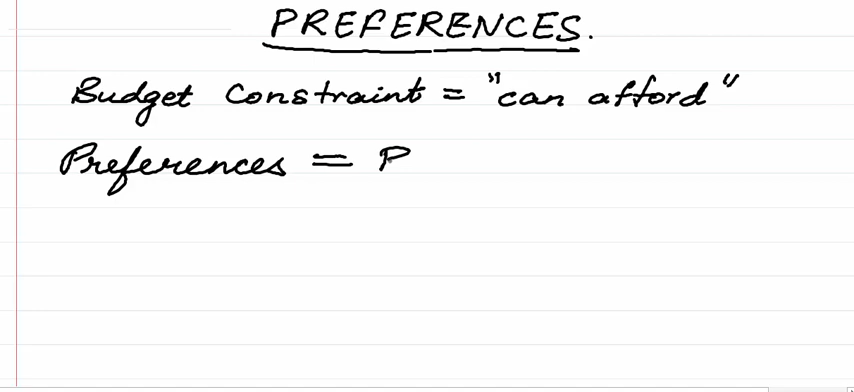 PREFERENCES.
Budget Constraint = "can afford"
Preferences = P